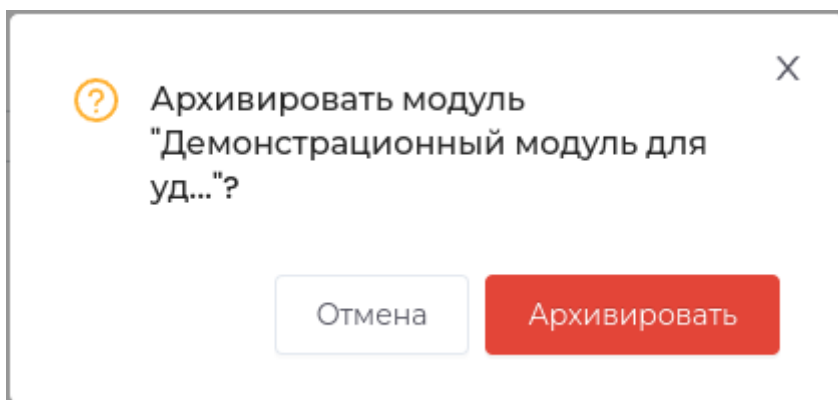 X
? Архивировать модуль
"Демонстрационный модуль для
уд..."?
Отмена
Архивировать